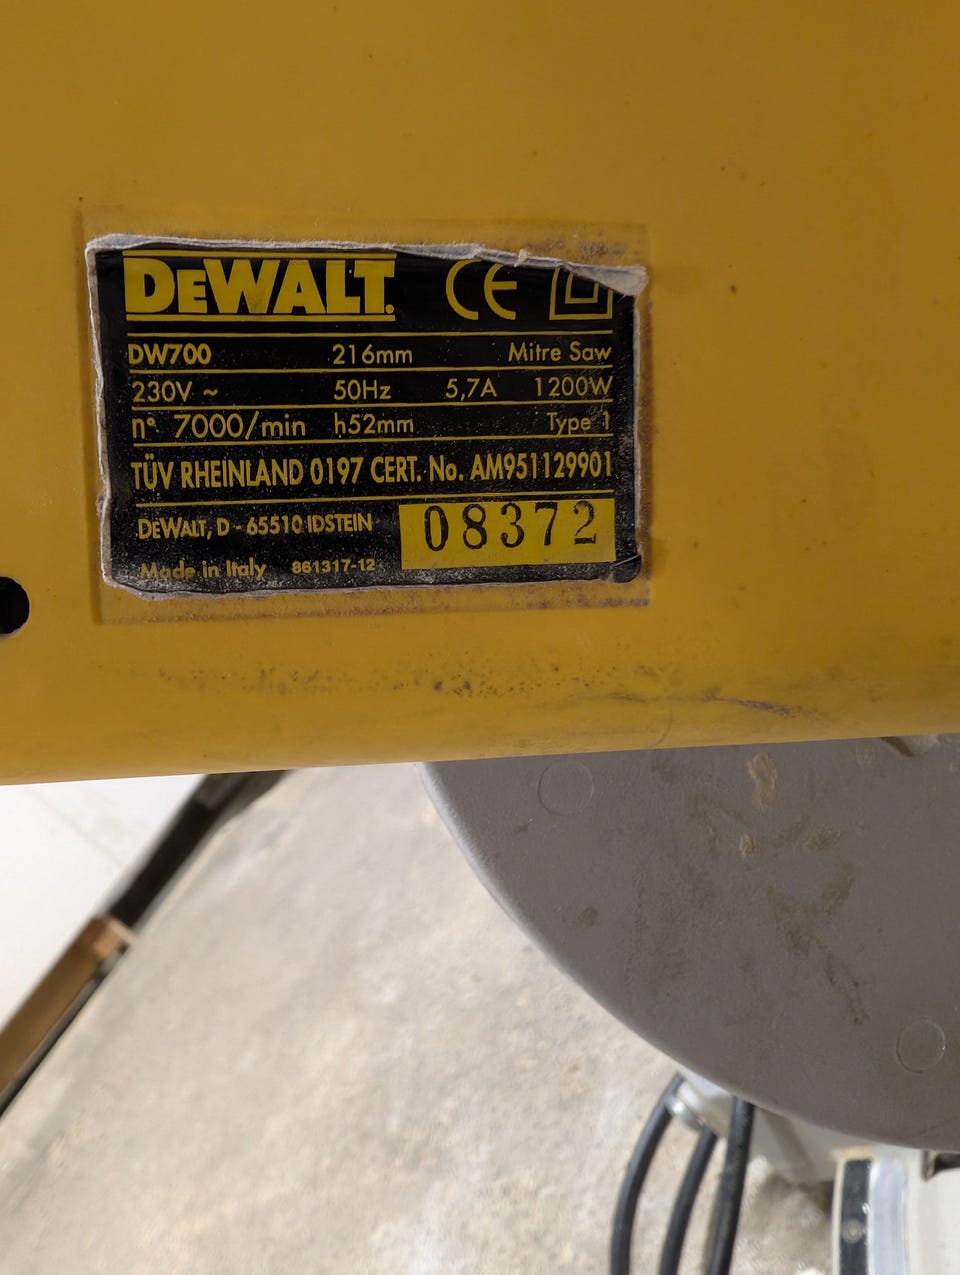 DEWALT. CE
DW700 216mm Mitre Saw
230V ~ 50Hz 5,7A 1200W
n° 7000/min h52mm Type 1
TÜV RHEINLAND 0197 CERT. No. AM951129901
DEWALT, D - 65510 IDSTEIN 08372
Made in Italy 861317-12